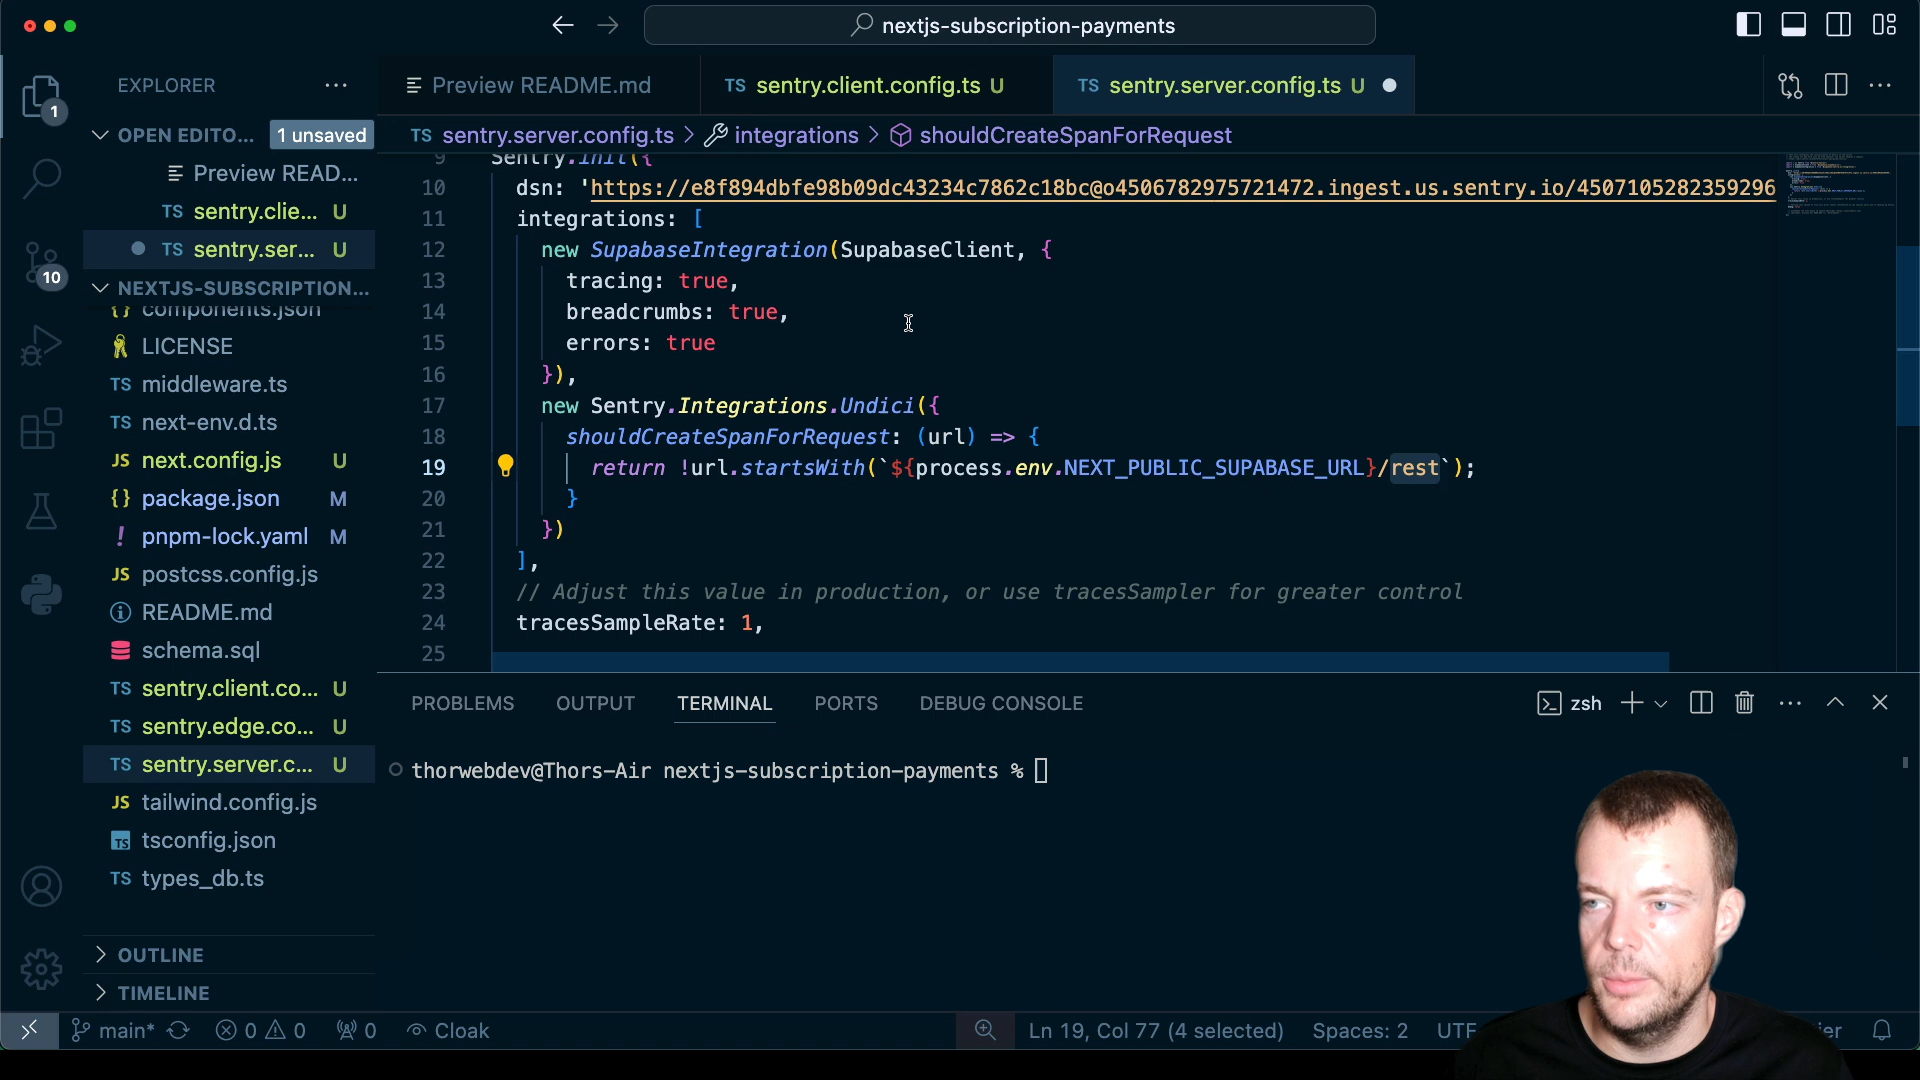 nextjs-subscription-payments
EXPLORER
Preview README.md
TS sentry.client.config.ts U
TS sentry.server.config.ts U
1
OPEN EDITO... 1 unsaved
TS sentry.server.config.ts > integrations > shouldCreateSpanForRequest
Preview READ...
TS sentry.clie... U
TS sentry.ser... U
10
NEXTJS-SUBSCRIPTION...
{} components.json
LICENSE
TS middleware.ts
TS next-env.d.ts
JS next.config.js U
{} package.json M
! pnpm-lock.yaml M
JS postcss.config.js
README.md
schema.sql
TS sentry.client.co... U
TS sentry.edge.co... U
TS sentry.server.c... U
JS tailwind.config.js
TS tsconfig.json
TS types_db.ts
OUTLINE
TIMELINE
9 Sentry.init({
10 dsn: 'https://e8f894dbfe98b09dc43234c7862c18bc@o4506782975721472.ingest.us.sentry.io/4507105282359296
11 integrations: [
12 new SupabaseIntegration(SupabaseClient, {
13 tracing: true,
14 breadcrumbs: true,
15 errors: true
16 }),
17 new Sentry.Integrations.Undici({
18 shouldCreateSpanForRequest: (url) => {
19 return !url.startsWith(`${process.env.NEXT_PUBLIC_SUPABASE_URL}/rest`);
20 }
21 })
22 ],
23 // Adjust this value in production, or use tracesSampler for greater control
24 tracesSampleRate: 1,
25
PROBLEMS OUTPUT TERMINAL PORTS DEBUG CONSOLE
zsh
thorwebdev@Thors-Air nextjs-subscription-payments %
main* 0 0 0 Cloak
Ln 19, Col 77 (4 selected) Spaces: 2